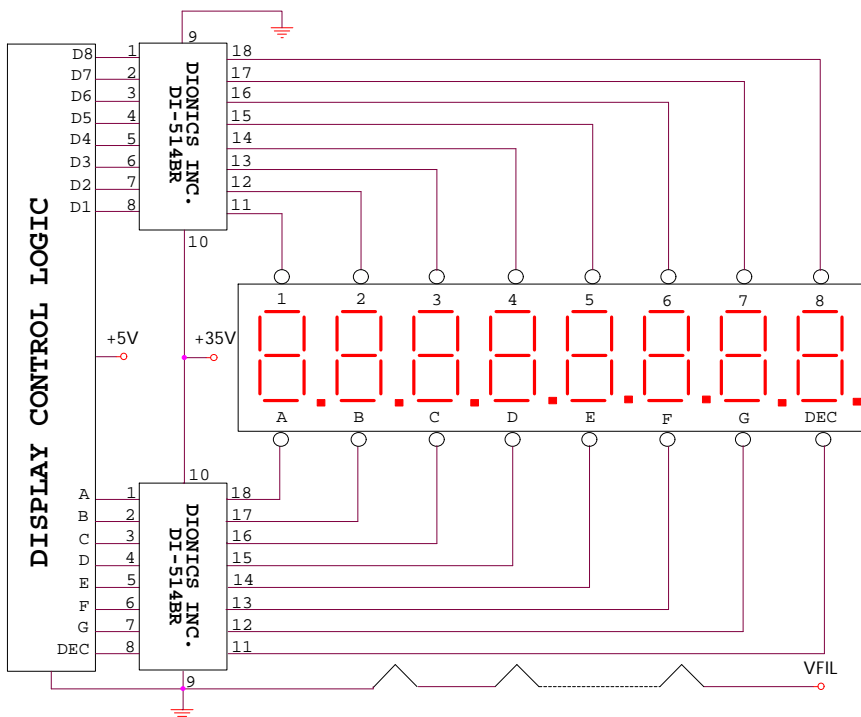 DISPLAY CONTROL LOGIC
D8
D7
D6
D5
D4
D3
D2
D1
1
2
3
4
5
6
7
8
9
DIONICS INC.
DI-514BR
10
18
17
16
15
14
13
12
11
+5V
+35V
1 2 3 4 5 6 7 8
A B C D E F G DEC
A
B
C
D
E
F
G
DEC
1
2
3
4
5
6
7
8
10
DIONICS INC.
DI-514BR
9
18
17
16
15
14
13
12
11
VFIL